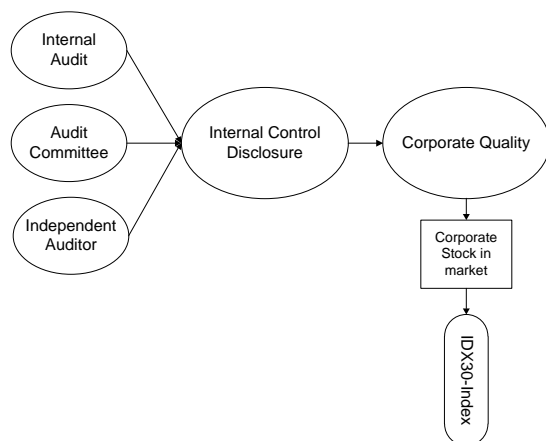 Internal
Audit
Audit
Committee
Independent
Auditor
Internal Control
Disclosure
Corporate Quality
Corporate
Stock in
market
IDX30-Index